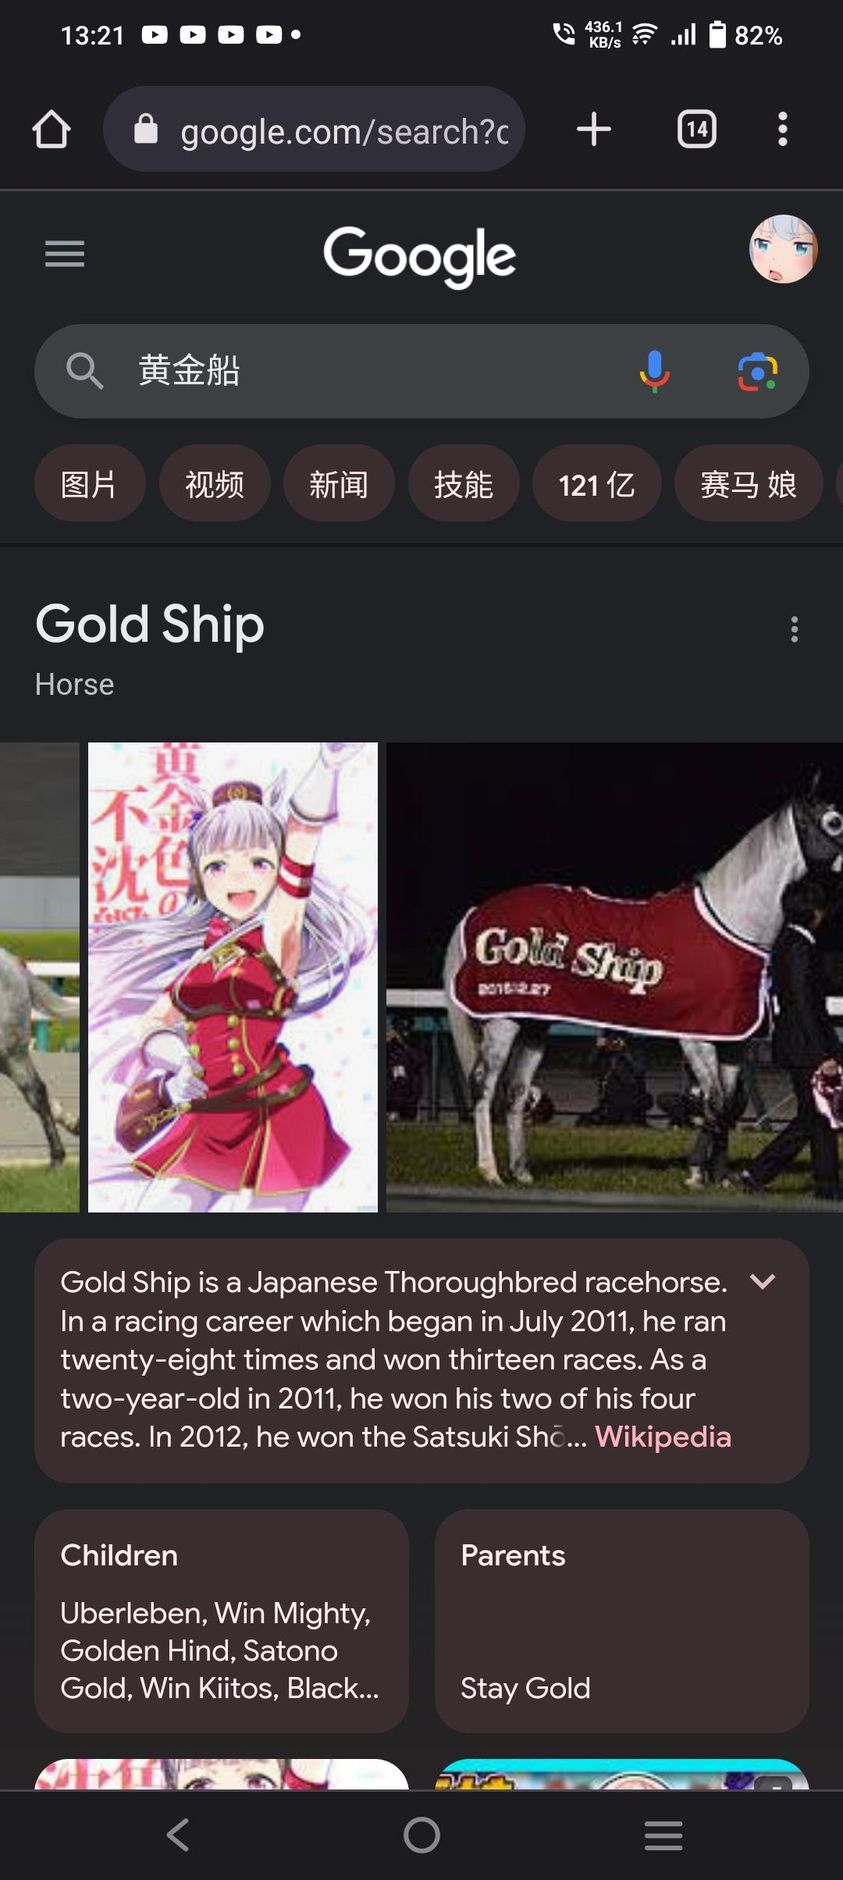 13:21
436.1
KB/s
82%
google.com/search?c
14
Google
黄金船
图片
视频
新闻
技能
121 亿
赛马 娘
Gold Ship
Horse
黄金色の
不沈
Gold Ship
2015.12.27
Gold Ship is a Japanese Thoroughbred racehorse.
In a racing career which began in July 2011, he ran
twenty-eight times and won thirteen races. As a
two-year-old in 2011, he won his two of his four
races. In 2012, he won the Satsuki Shō... Wikipedia
Children
Parents
Uberleben, Win Mighty,
Golden Hind, Satono
Gold, Win Kiitos, Black...
Stay Gold